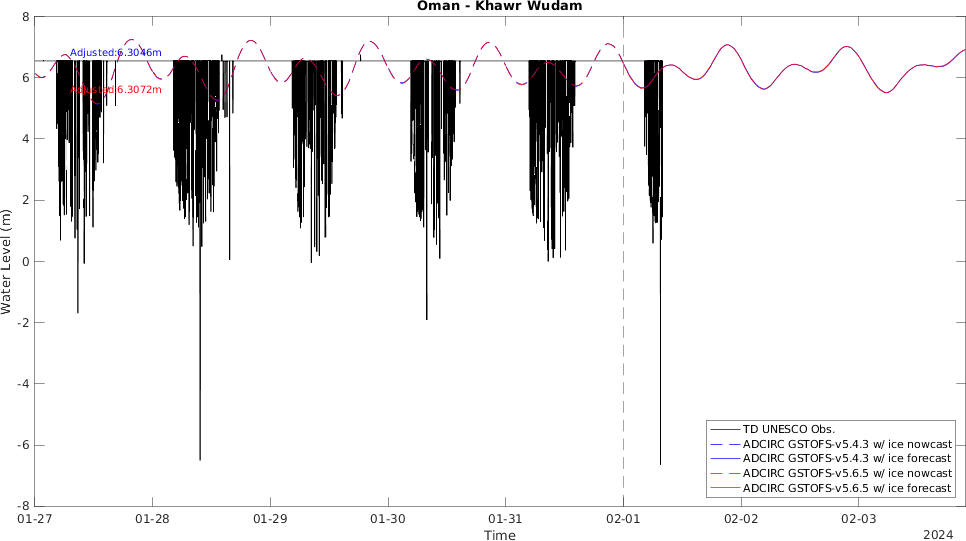 Oman - Khawr Wudam
8
6
4
2
0
-2
-4
-6
-8
Water Level (m)
Adjusted:6.3046m
Adjusted:6.3072m
TD UNESCO Obs.
ADCIRC GSTOFS-v5.4.3 w/ ice nowcast
ADCIRC GSTOFS-v5.4.3 w/ ice forecast
ADCIRC GSTOFS-v5.6.5 w/ ice nowcast
ADCIRC GSTOFS-v5.6.5 w/ ice forecast
01-27 01-28 01-29 01-30 01-31 02-01 02-02 02-03
Time
2024